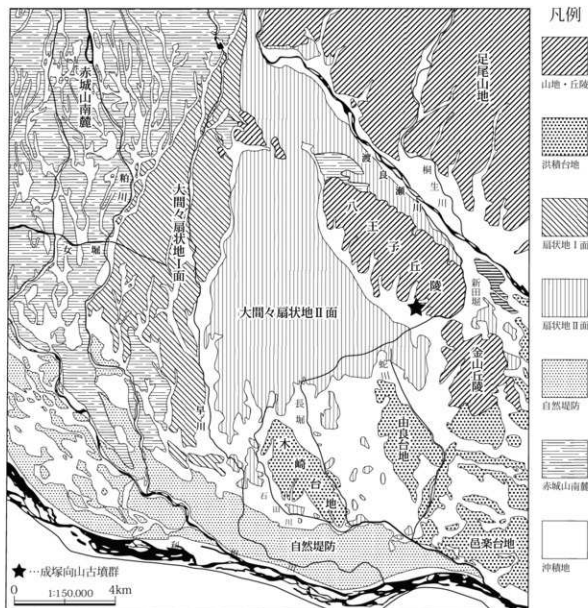 凡例
山地・丘陵
洪積台地
扇状地Ⅰ面
扇状地Ⅱ面
自然堤防
赤城山南麓
沖積地
赤城山南麓
足尾山地
粕川
大間々扇状地Ⅰ面
渡良瀬川
桐生川
八王子丘陵
女堀
新田堀
大間々扇状地Ⅱ面
金山丘陵
蛇川
長堀
早川
木崎台地
由良台地
石田川
自然堤防
邑楽台地
★…成塚向山古墳群
0 1:150,000 4km